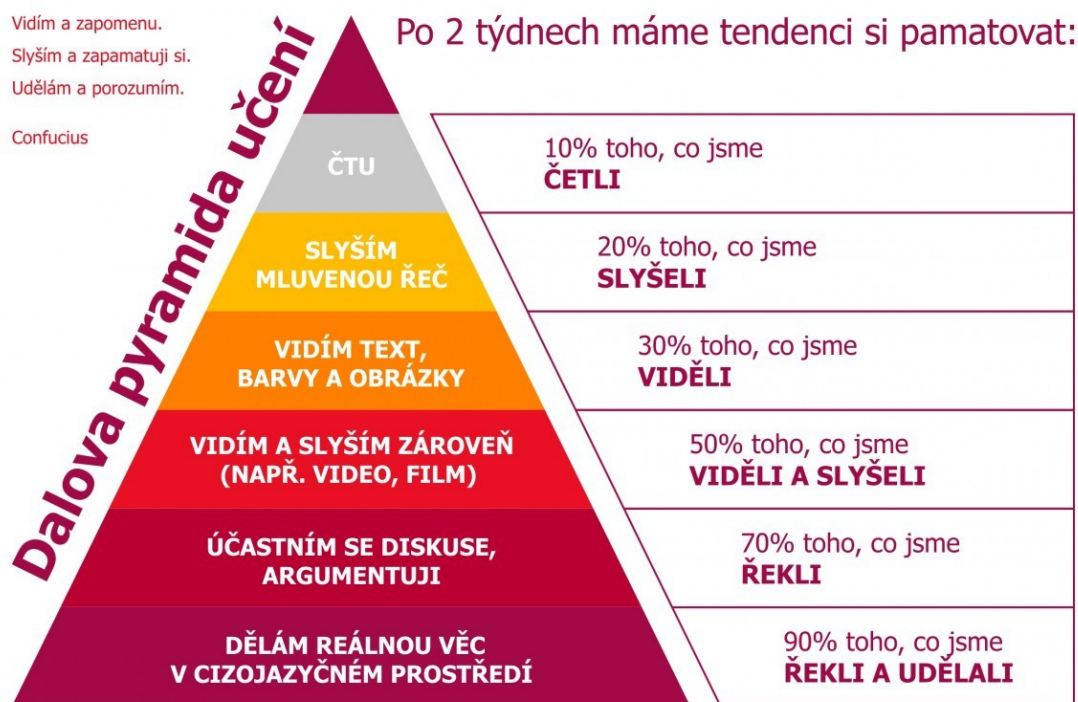 Vidím a zapomenu.
Slyším a zapamatuji si.
Udělám a porozumím.
Confucius
Dalova pyramida učení
Po 2 týdnech máme tendenci si pamatovat:
ČTU
10% toho, co jsme
ČETLI
SLYŠÍM
MLUVENOU ŘEČ
20% toho, co jsme
SLYŠELI
VIDÍM TEXT,
BARVY A OBRÁZKY
30% toho, co jsme
VIDĚLI
VIDÍM A SLYŠÍM ZÁROVEŇ
(NAPŘ. VIDEO, FILM)
50% toho, co jsme
VIDĚLI A SLYŠELI
ÚČASTNÍM SE DISKUSE,
ARGUMENTUJI
70% toho, co jsme
ŘEKLI
DĚLÁM REÁLNOU VĚC
V CIZOJAZYČNÉM PROSTŘEDÍ
90% toho, co jsme
ŘEKLI A UDĚLALI